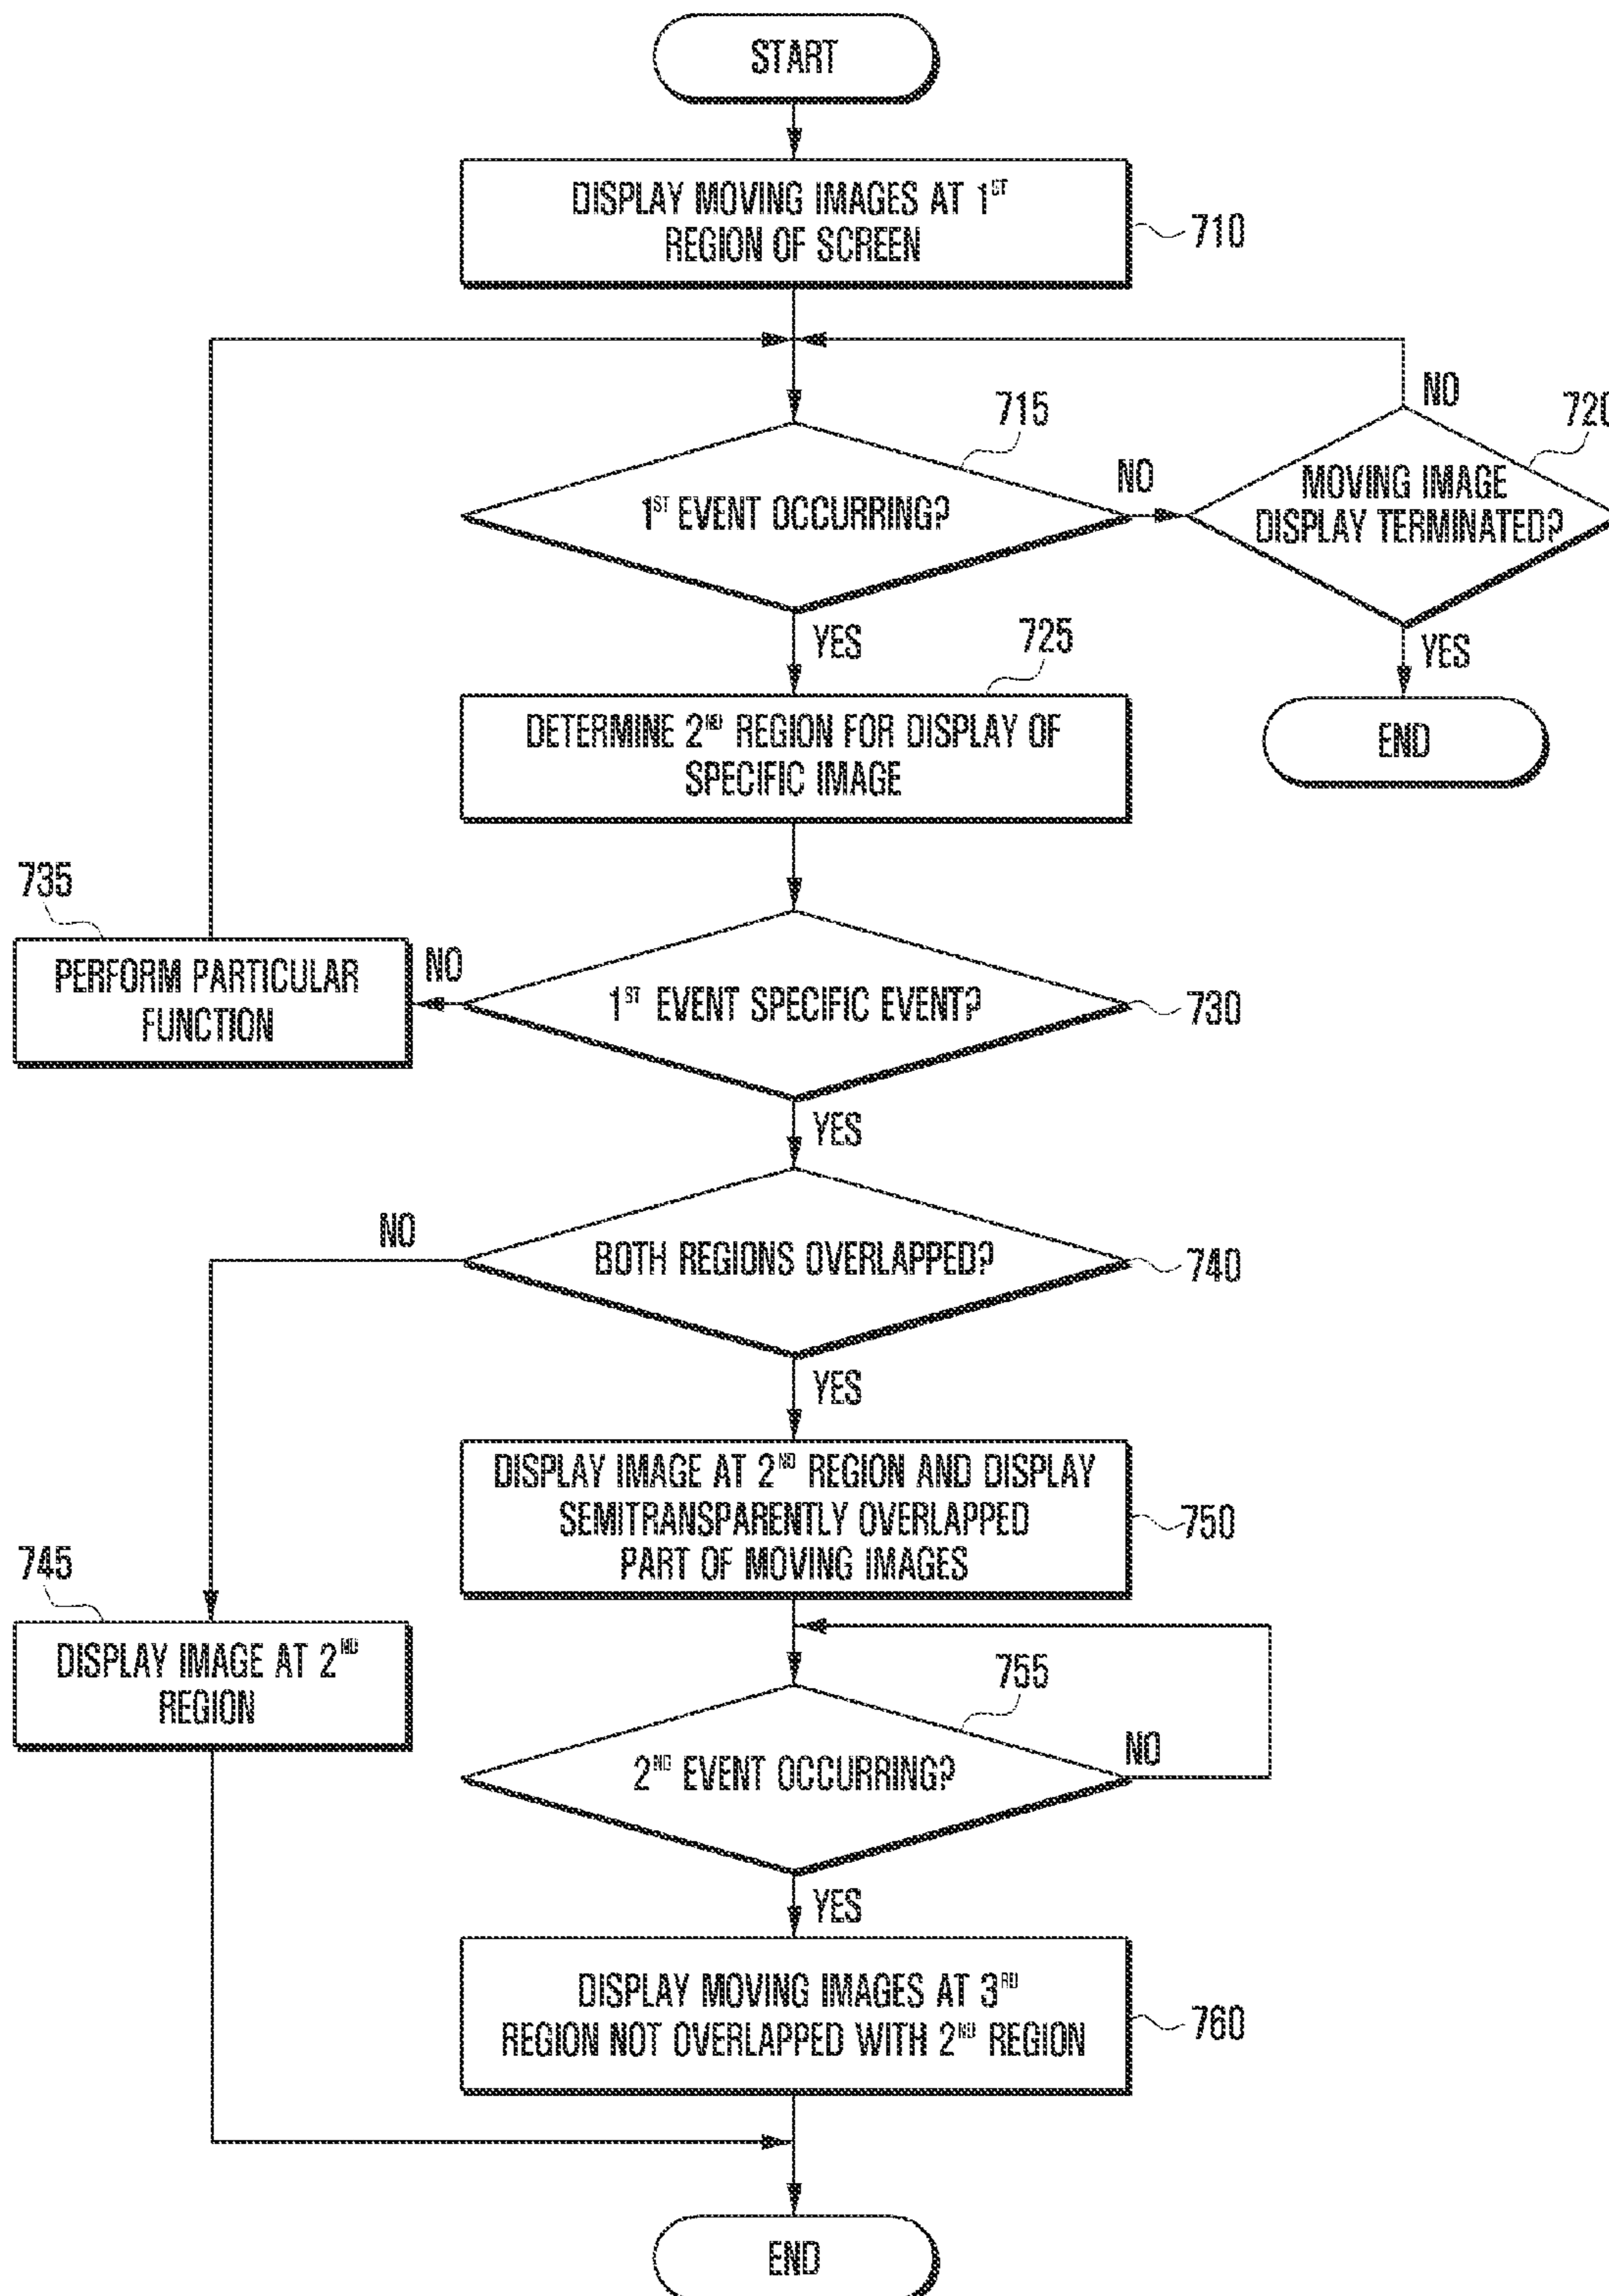 START
DISPLAY MOVING IMAGES AT 1ST
REGION OF SCREEN
710
715
1ST EVENT OCCURRING?
NO
NO
720
MOVING IMAGE
DISPLAY TERMINATED?
YES
END
YES
725
DETERMINE 2ND REGION FOR DISPLAY OF
SPECIFIC IMAGE
735
PERFORM PARTICULAR
FUNCTION
NO
1ST EVENT SPECIFIC EVENT?
730
YES
NO
BOTH REGIONS OVERLAPPED?
740
YES
DISPLAY IMAGE AT 2ND REGION AND DISPLAY
SEMITRANSPARENTLY OVERLAPPED
PART OF MOVING IMAGES
750
745
DISPLAY IMAGE AT 2ND
REGION
755
2ND EVENT OCCURRING?
NO
YES
DISPLAY MOVING IMAGES AT 3RD
REGION NOT OVERLAPPED WITH 2ND REGION
760
END